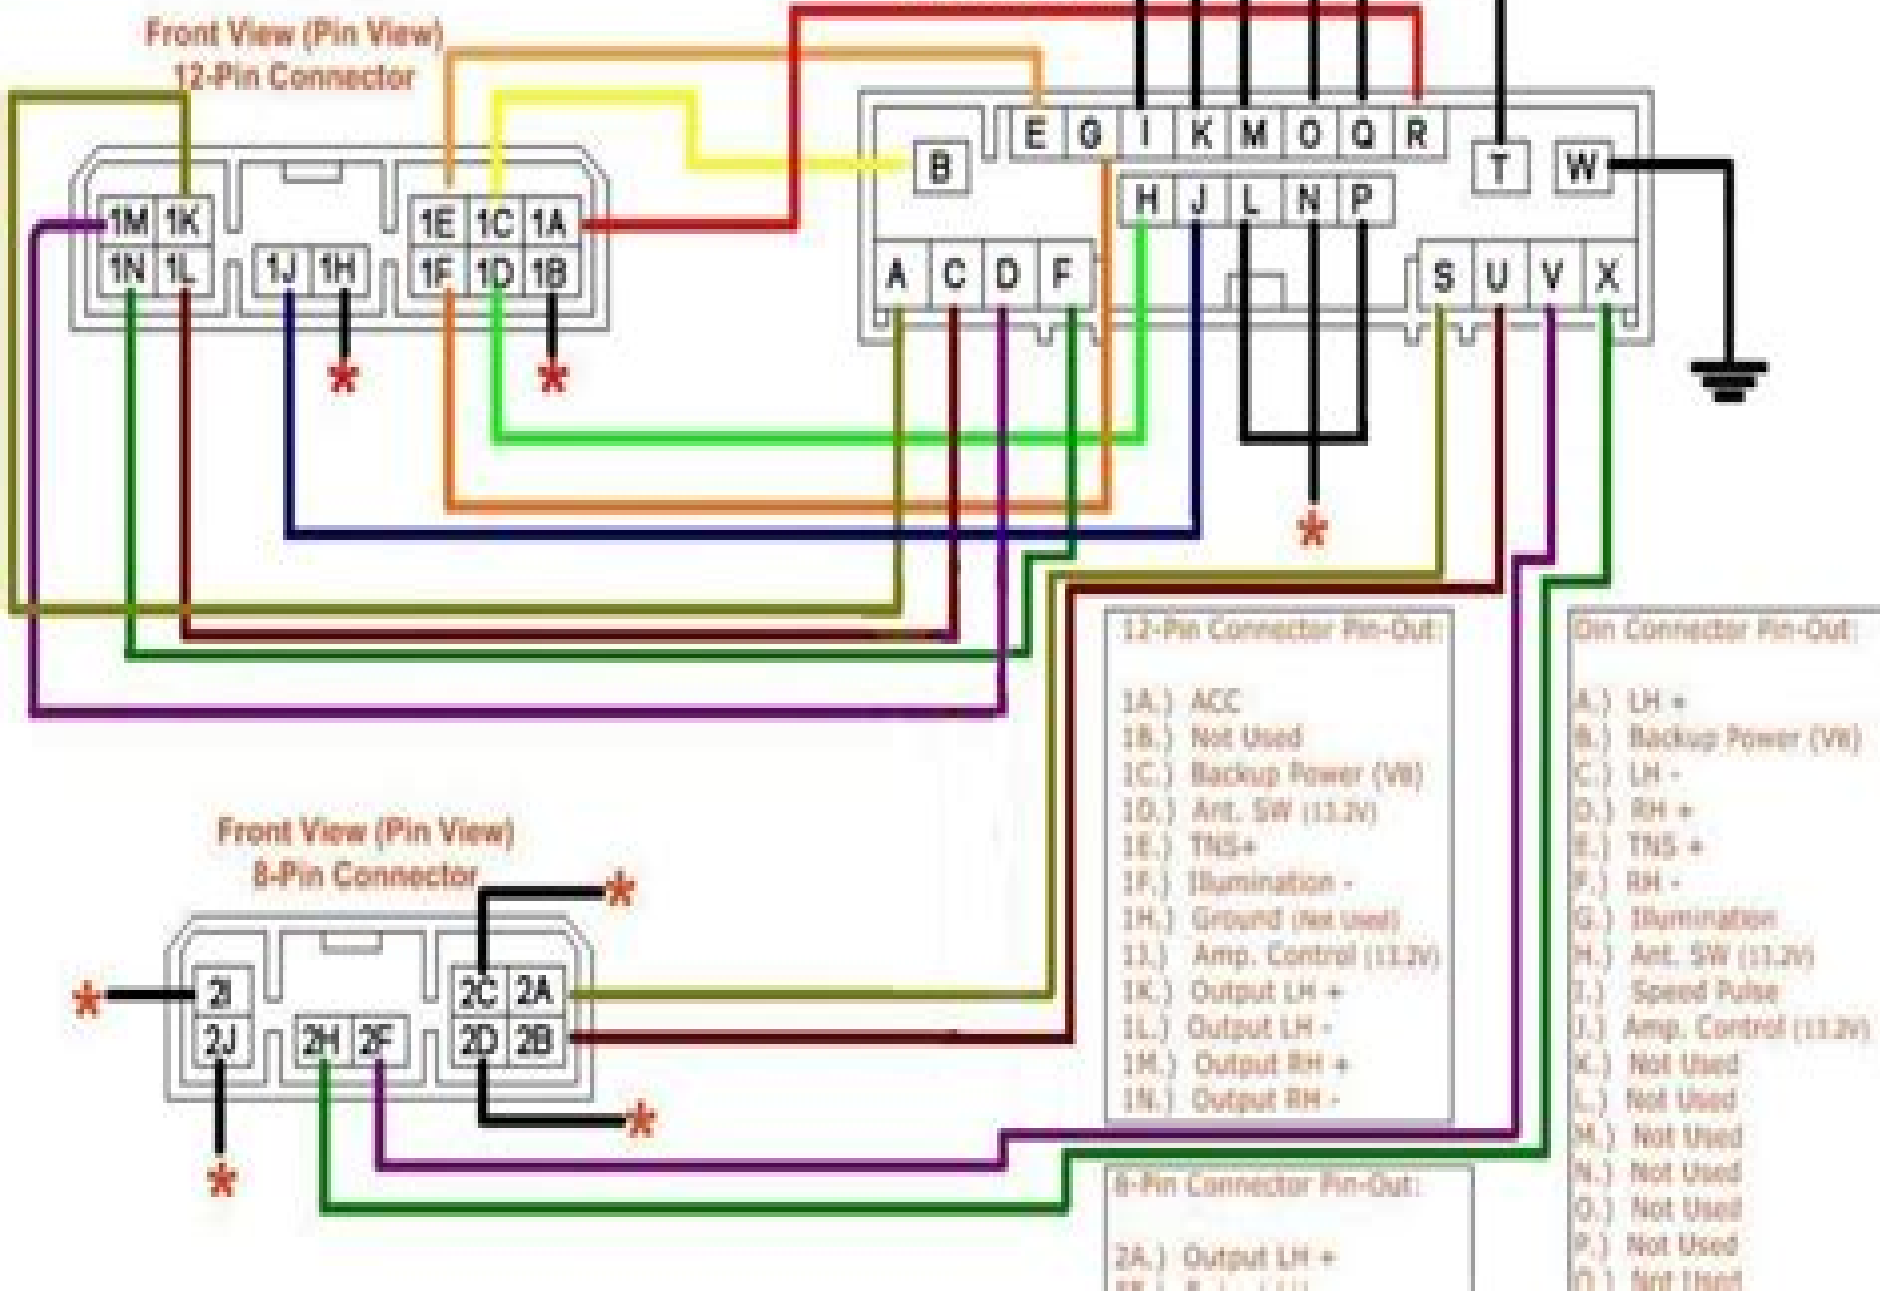 Front View (Pin View)
12-Pin Connector
E G I K M O Q R
B
T W
H J L N P
1M 1K
1E 1C 1A
1N 1L
1J 1H
1F 1D 1B
A C D F
S U V X
*
*
*
12-Pin Connector Pin-Out:
1A.) ACC
1B.) Not Used
1C.) Backup Power (V8)
1D.) Ant. SW (13.2V)
1E.) TNS+
1F.) Illumination -
1H.) Ground (Not Used)
1J.) Amp. Control (13.2V)
1K.) Output LH +
1L.) Output LH -
1M.) Output RH +
1N.) Output RH -
Din Connector Pin-Out:
A.) LH +
B.) Backup Power (V8)
C.) LH -
D.) RH +
E.) TNS +
F.) RH -
G.) Illumination
H.) Ant. SW (13.2V)
I.) Speed Pulse
J.) Amp. Control (13.2V)
K.) Not Used
L.) Not Used
M.) Not Used
N.) Not Used
O.) Not Used
P.) Not Used
Q.) Not Used
Front View (Pin View)
8-Pin Connector
*
*
2I
2C 2A
2J
2H 2F
2D 2B
*
*
8-Pin Connector Pin-Out:
2A.) Output LH +